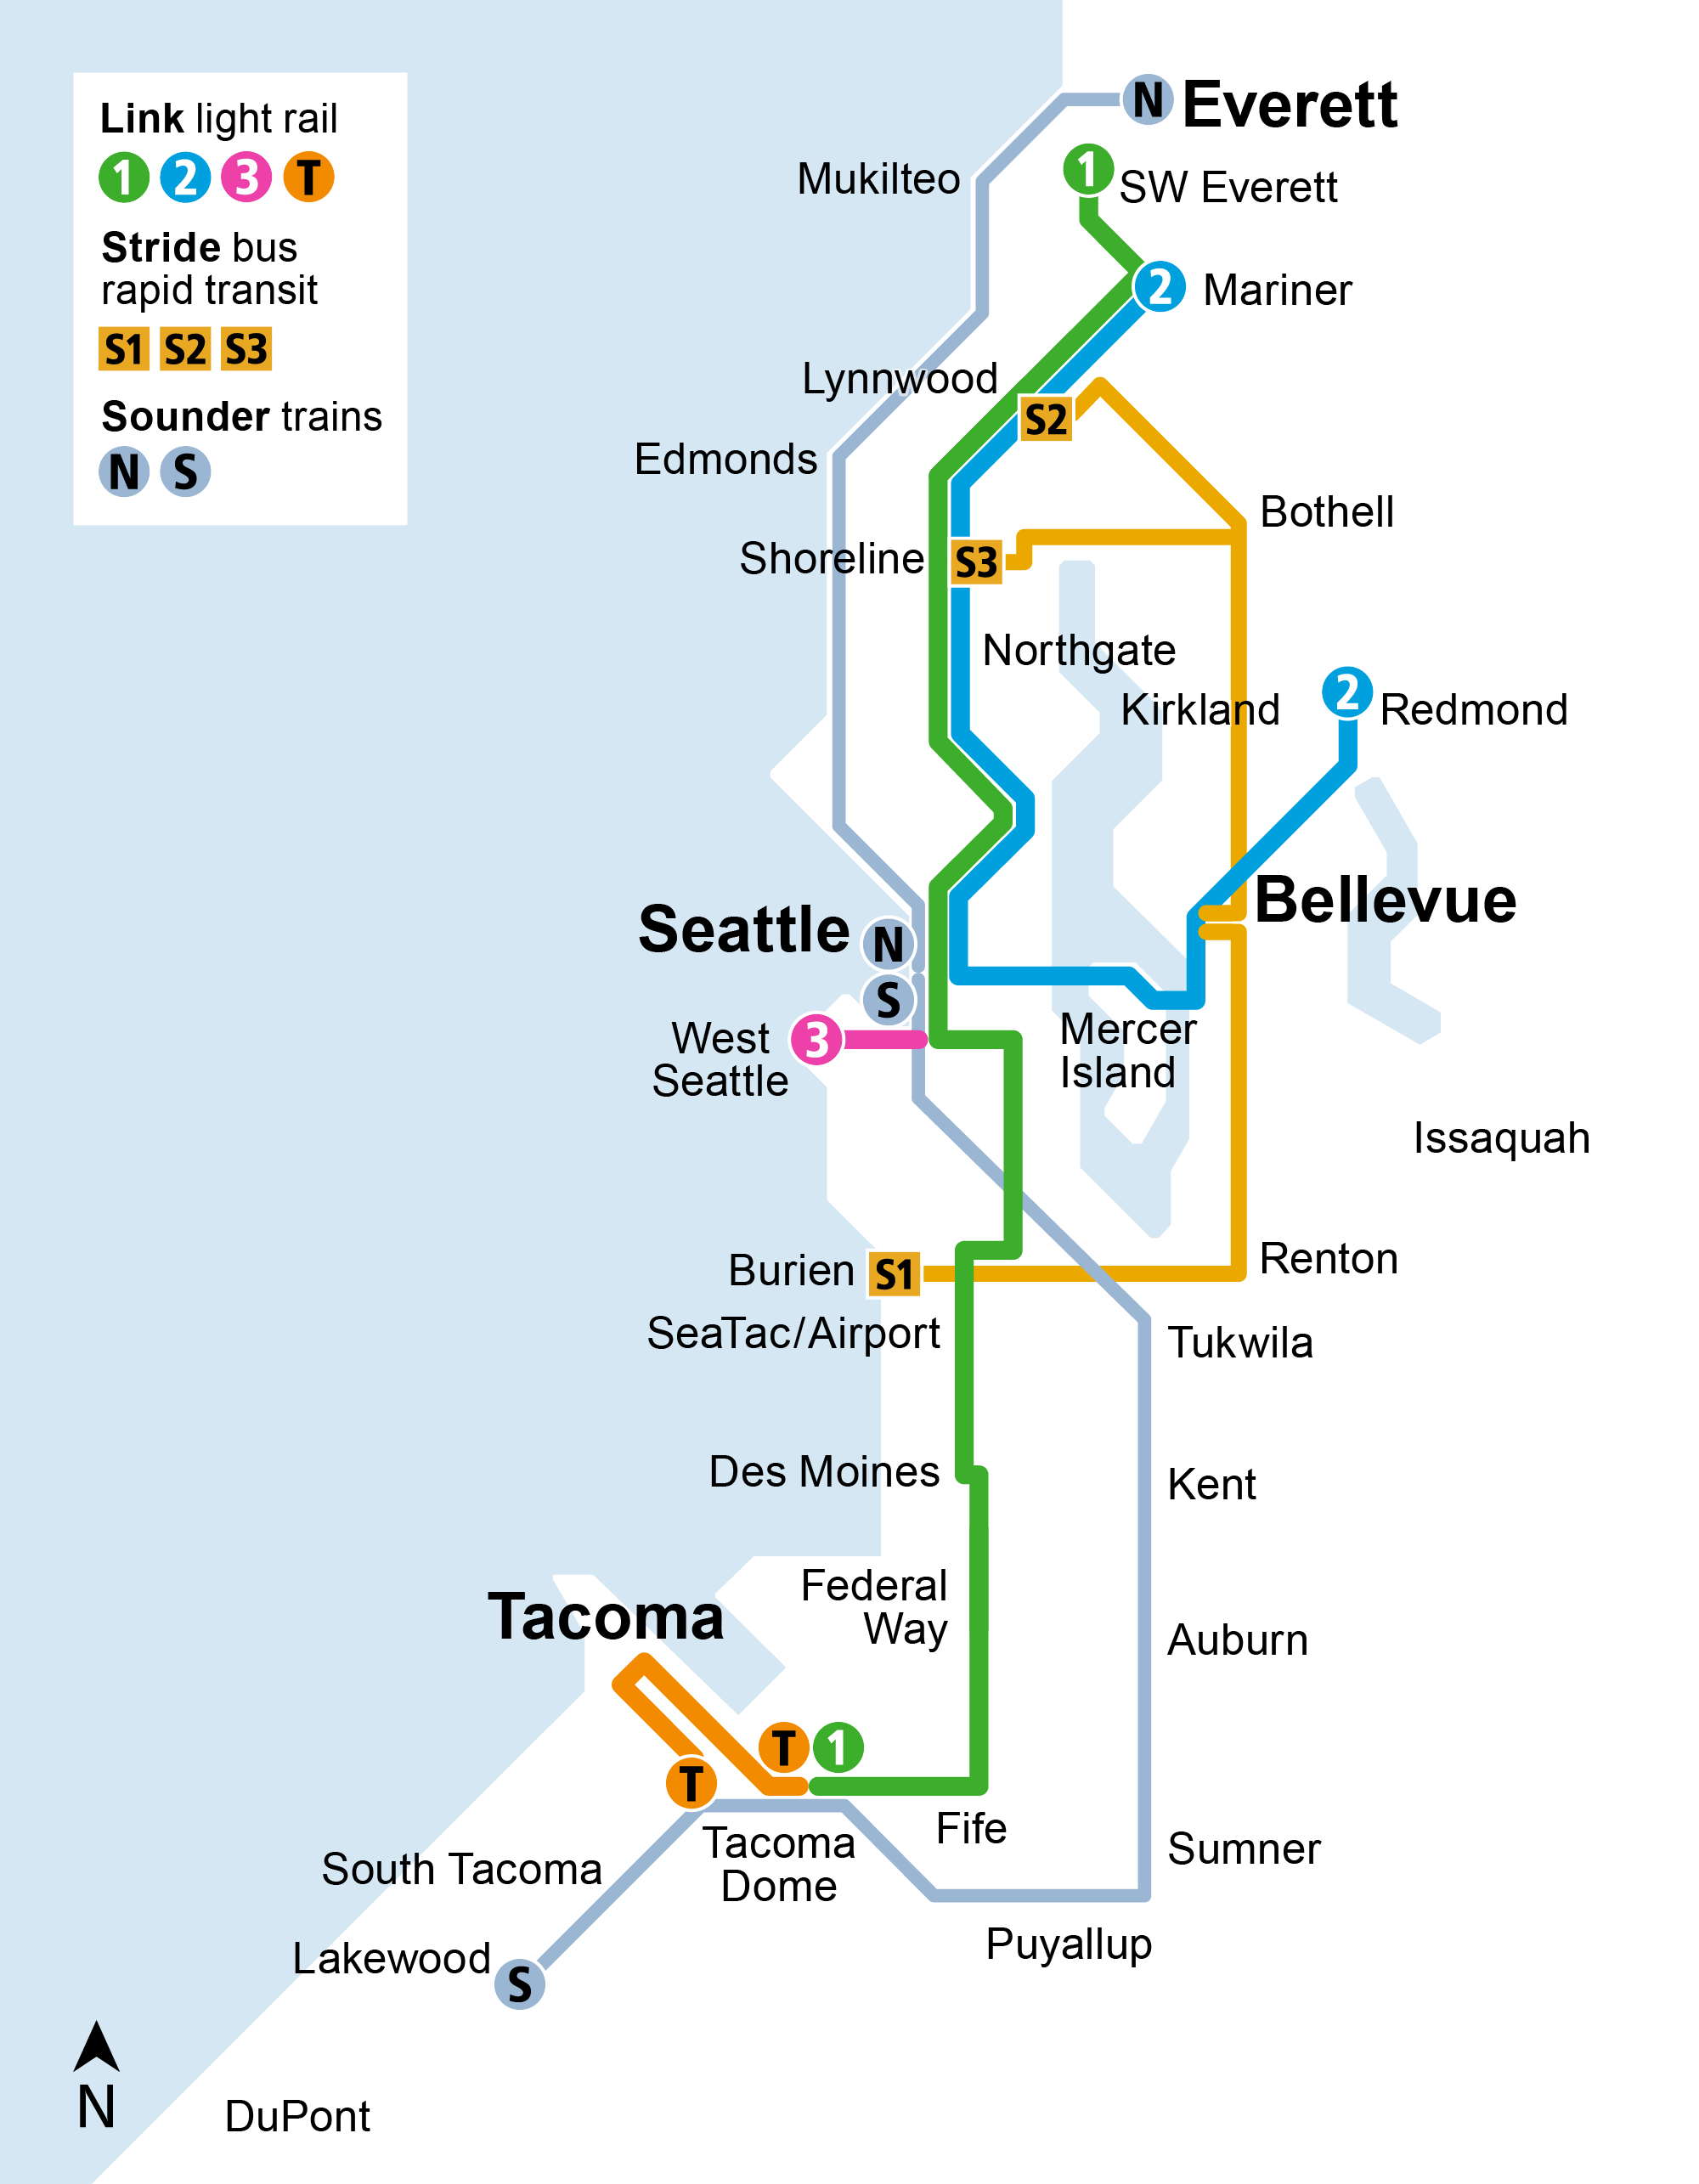 Link light rail
1 2 3 T
Stride bus
rapid transit
S1 S2 S3
Sounder trains
N S
N Everett
1
SW Everett
Mukilteo
2 Mariner
Lynnwood
S2
Edmonds
Bothell
Shoreline S3
Northgate
Kirkland
2 Redmond
Bellevue
Seattle N
S
West
Seattle
3
Mercer
Island
Issaquah
Burien S1
Renton
SeaTac/Airport
Tukwila
Des Moines
Kent
Federal
Way
Tacoma
Auburn
T 1
T
Fife
Tacoma
Dome
Sumner
South Tacoma
Puyallup
Lakewood
S
N
DuPont